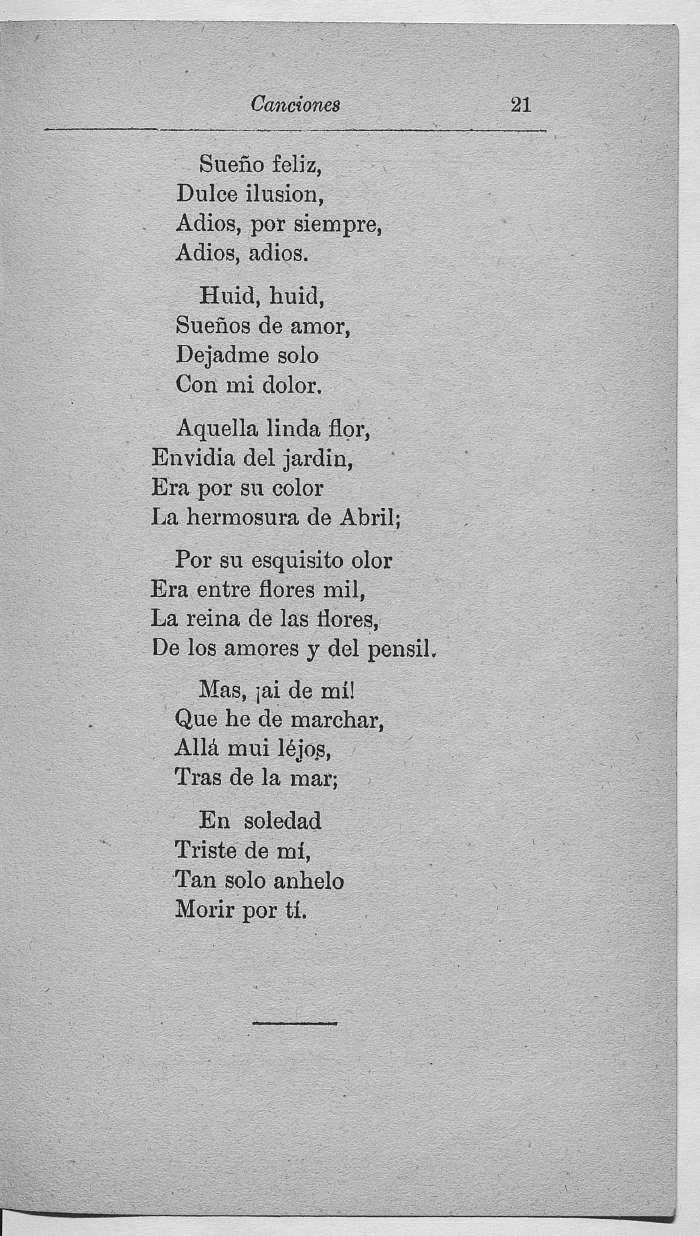 Canciones 21
Sueño feliz,
Dulce ilusion,
Adios, por siempre,
Adios, adios.
Huid, huid,
Sueños de amor,
Dejadme solo
Con mi dolor.
Aquella linda flor,
Envidia del jardin,
Era por su color
La hermosura de Abril;
Por su esquisito olor
Era entre flores mil,
La reina de las flores,
De los amores y del pensil.
Mas, ¡ai de mí!
Que he de marchar,
Allá mui léjos,
Tras de la mar;
En soledad
Triste de mí,
Tan solo anhelo
Morir por tí.